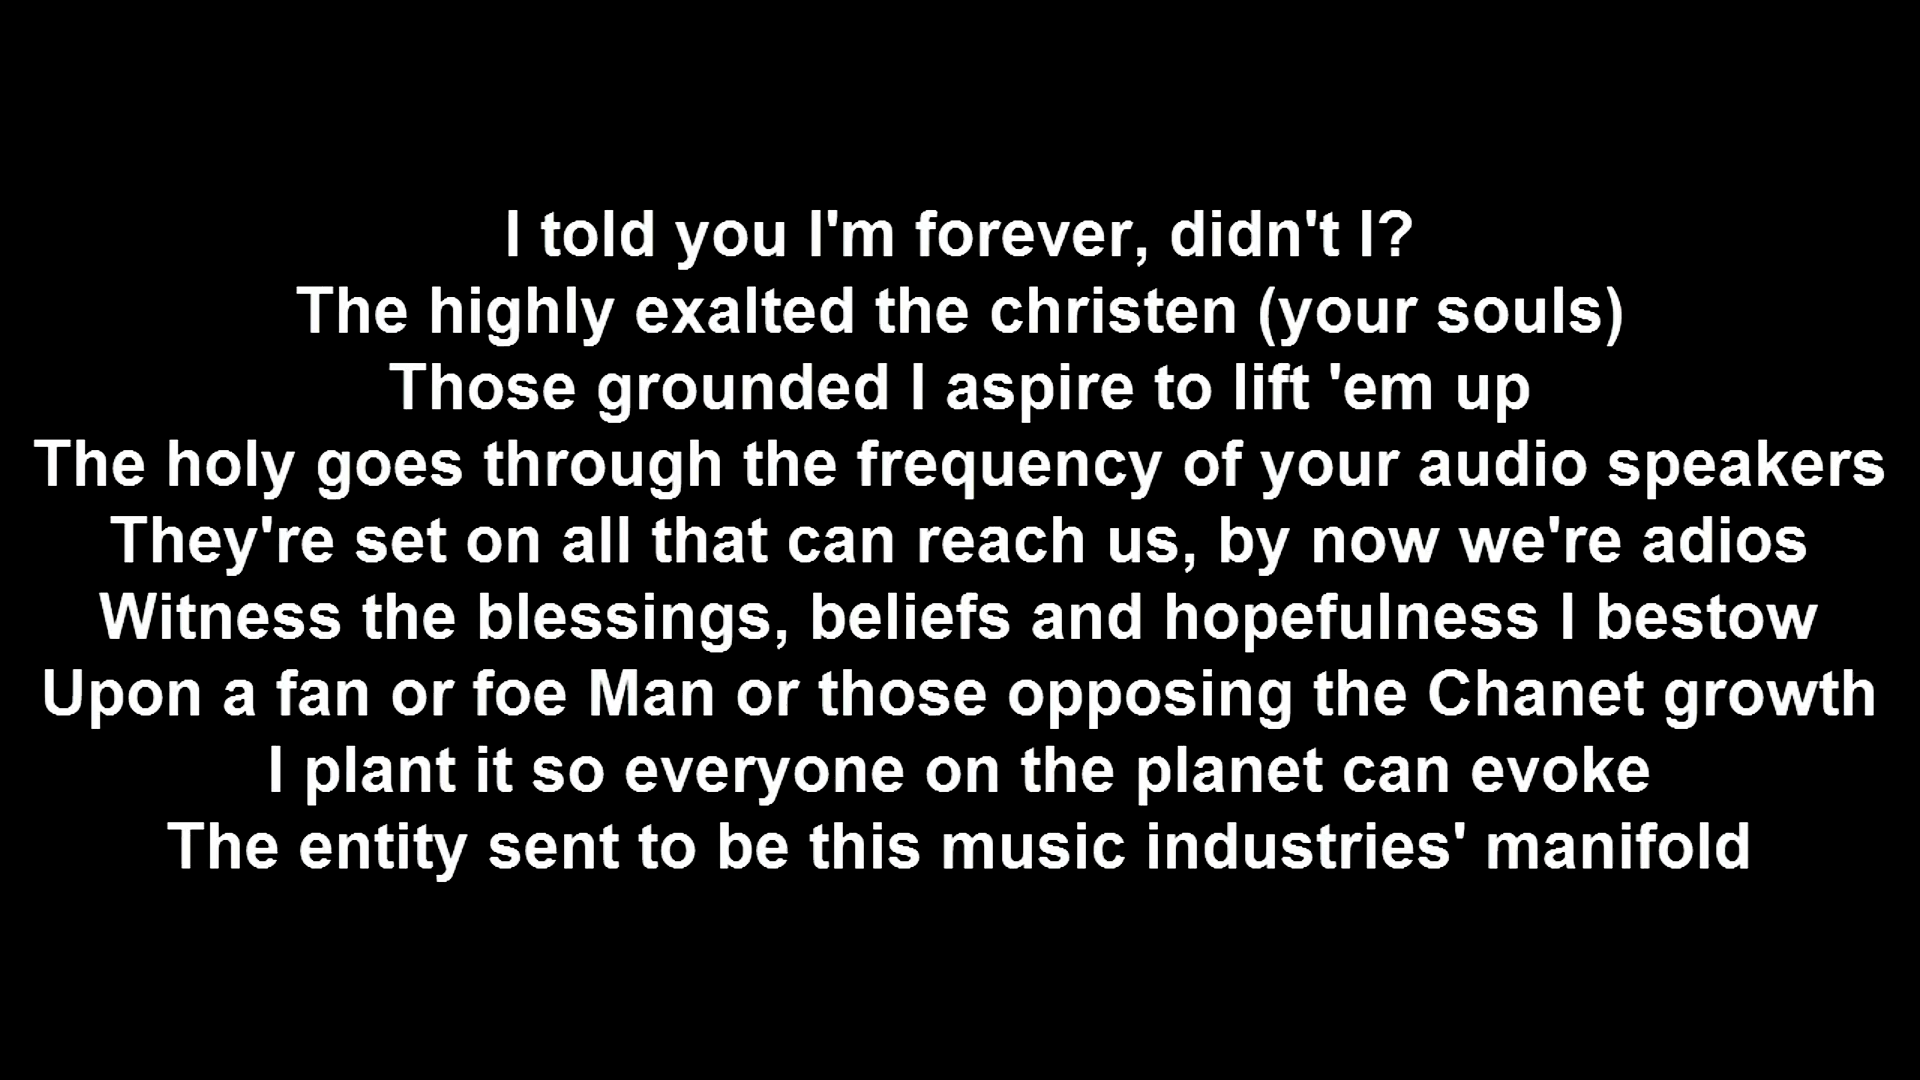 I told you I'm forever, didn't I?
The highly exalted the christen (your souls)
Those grounded I aspire to lift 'em up
The holy goes through the frequency of your audio speakers
They're set on all that can reach us, by now we're adios
Witness the blessings, beliefs and hopefulness I bestow
Upon a fan or foe Man or those opposing the Chanet growth
I plant it so everyone on the planet can evoke
The entity sent to be this music industries' manifold